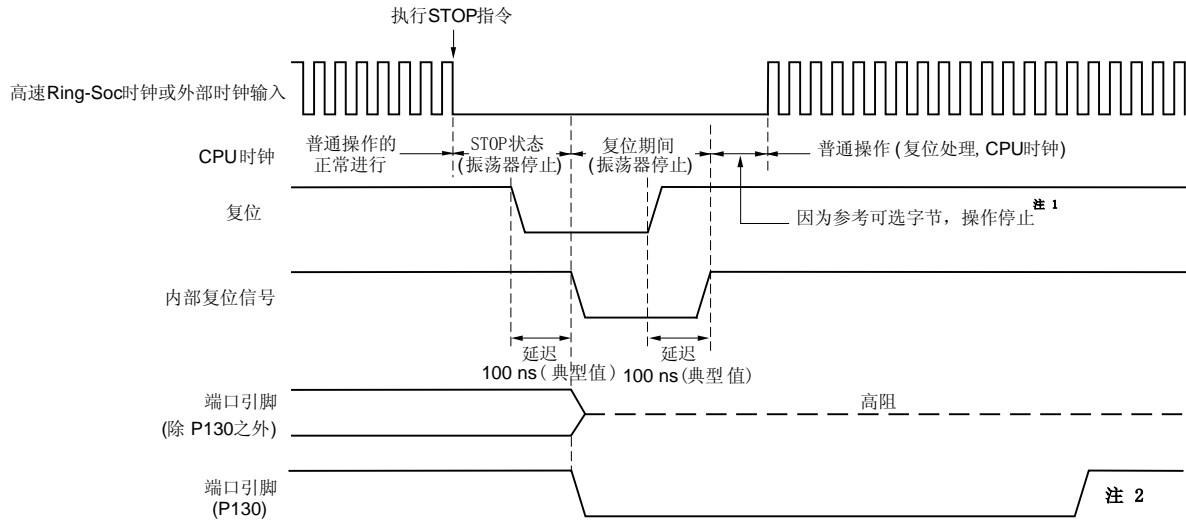 执行STOP指令
高速Ring-Soc时钟或外部时钟输入
CPU时钟
普通操作的
正常进行
STOP状态
(振荡器停止)
复位期间
(振荡器停止)
普通操作 (复位处理, CPU时钟)
复位
因为参考可选字节，操作停止注 1
内部复位信号
延迟
100 ns (典型值)
延迟
100 ns (典型值)
端口引脚
(除 P130之外)
高阻
端口引脚
(P130)
注 2